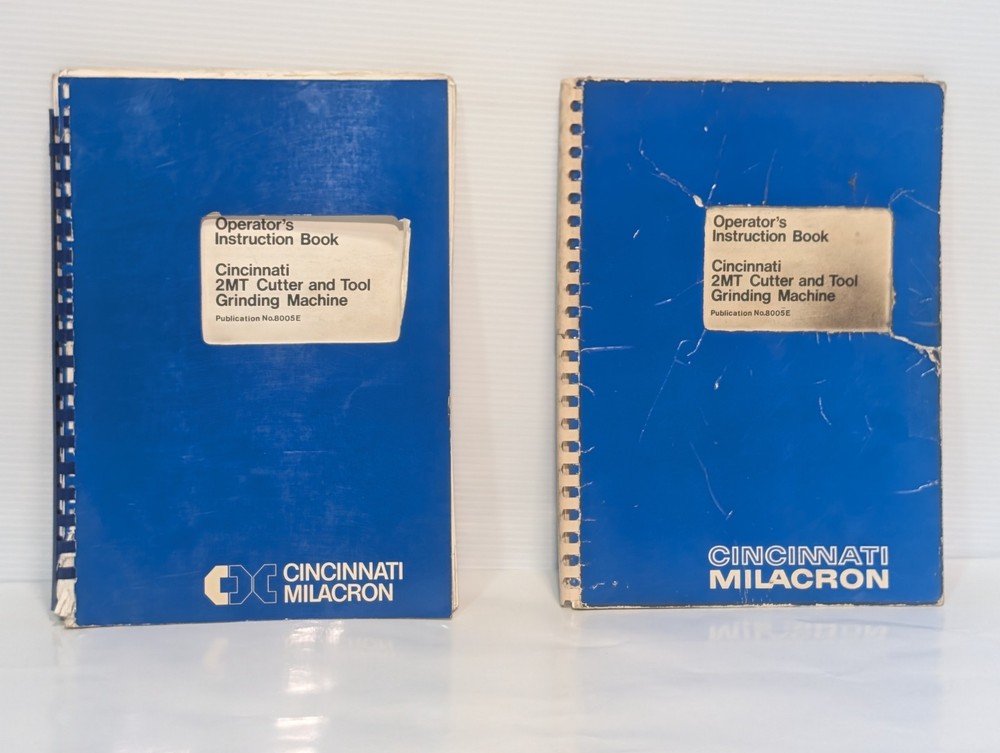 Operator's
Instruction Book
Cincinnati
2MT Cutter and Tool
Grinding Machine
Publication No.8005E
CINCINNATI
MILACRON
Operator's
Instruction Book
Cincinnati
2MT Cutter and Tool
Grinding Machine
Publication No.8005E
CINCINNATI
MILACRON